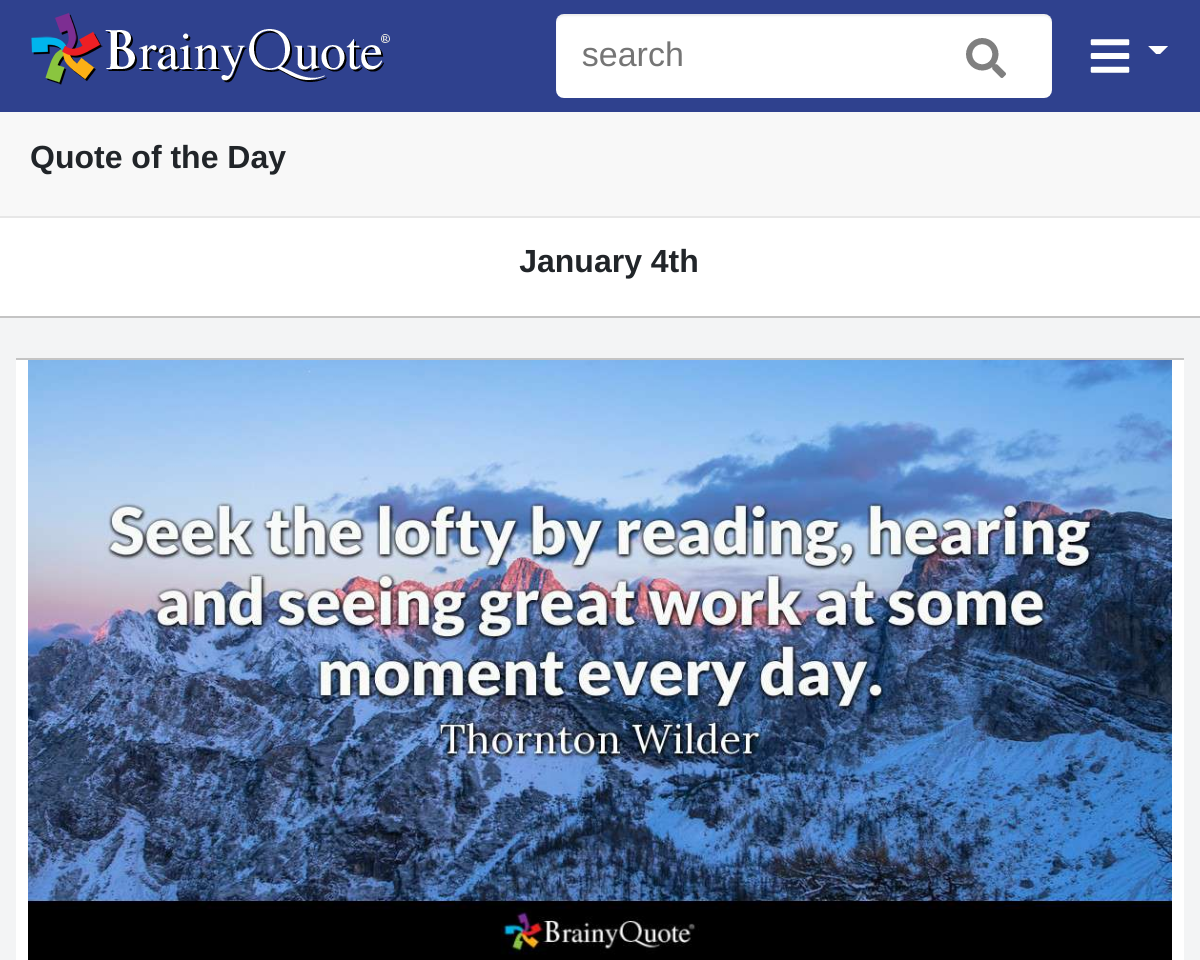 BrainyQuote®
search
Quote of the Day
January 4th
Seek the lofty by reading, hearing
and seeing great work at some
moment every day.
Thornton Wilder
BrainyQuote®